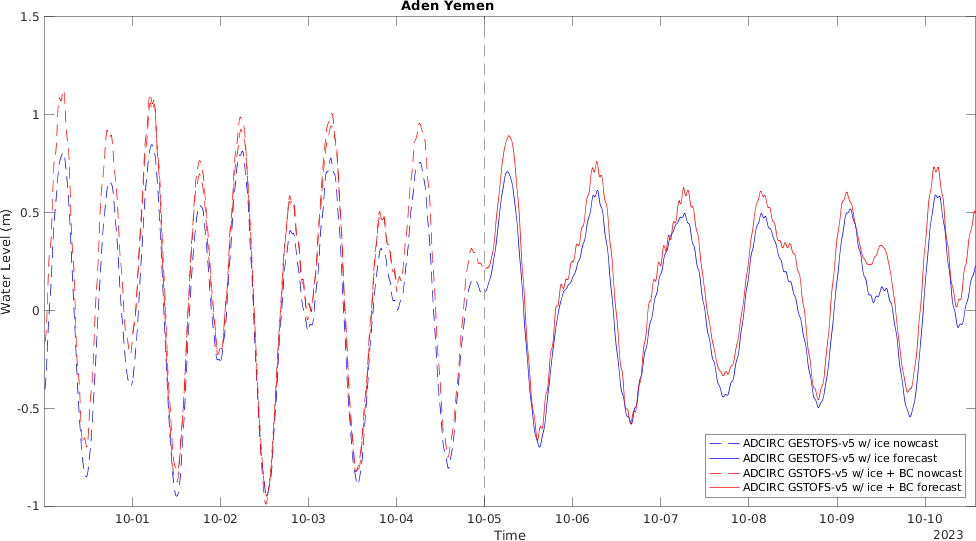 Aden Yemen
1.5
1
0.5
0
-0.5
-1
Water Level (m)
10-01 10-02 10-03 10-04 10-05 10-06 10-07 10-08 10-09 10-10
Time
2023
ADCIRC GESTOFS-v5 w/ ice nowcast
ADCIRC GESTOFS-v5 w/ ice forecast
ADCIRC GSTOFS-v5 w/ ice + BC nowcast
ADCIRC GSTOFS-v5 w/ ice + BC forecast